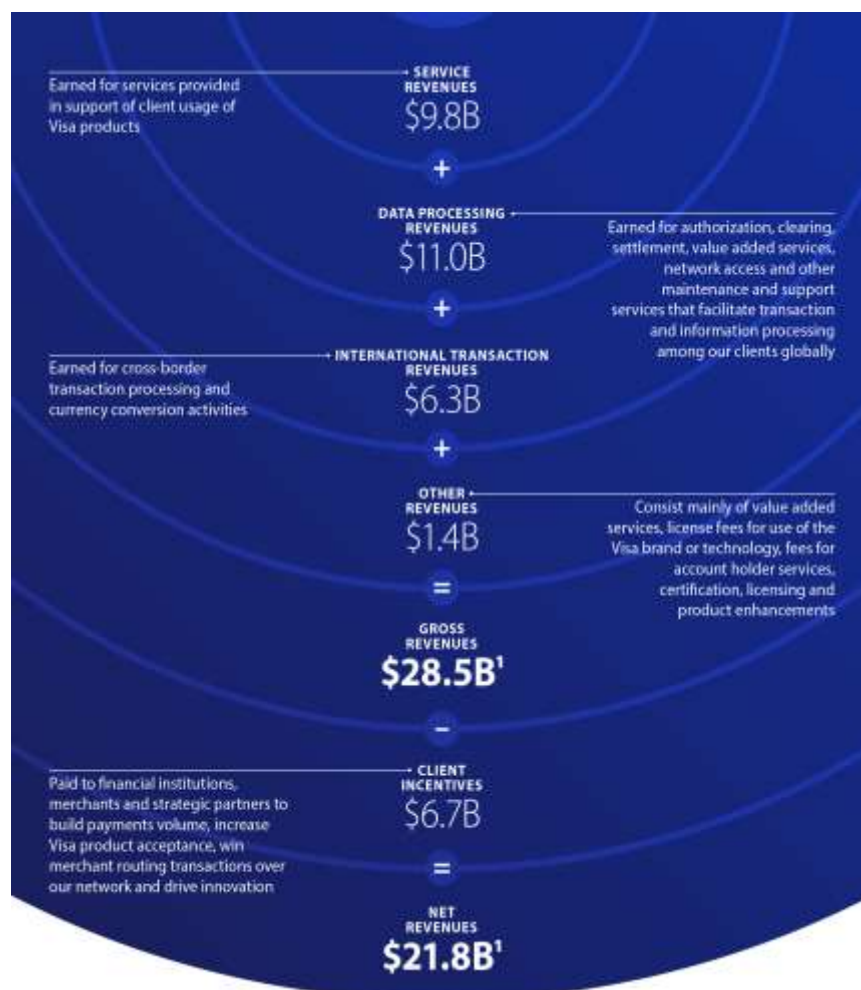 SERVICE
REVENUES
$9.8B
Earned for services provided
in support of client usage of
Visa products
+
DATA PROCESSING
REVENUES
$11.0B
Earned for authorization, clearing,
settlement, value added services,
network access and other
maintenance and support
services that facilitate transaction
and information processing
among our clients globally
+
INTERNATIONAL TRANSACTION
REVENUES
$6.3B
Earned for cross-border
transaction processing and
currency conversion activities
+
OTHER
REVENUES
$1.4B
Consist mainly of value added
services, license fees for use of the
Visa brand or technology, fees for
account holder services,
certification, licensing and
product enhancements
=
GROSS
REVENUES
$28.5B¹
–
CLIENT
INCENTIVES
$6.7B
Paid to financial institutions,
merchants and strategic partners to
build payments volume, increase
Visa product acceptance, win
merchant routing transactions over
our network and drive innovation
=
NET
REVENUES
$21.8B¹